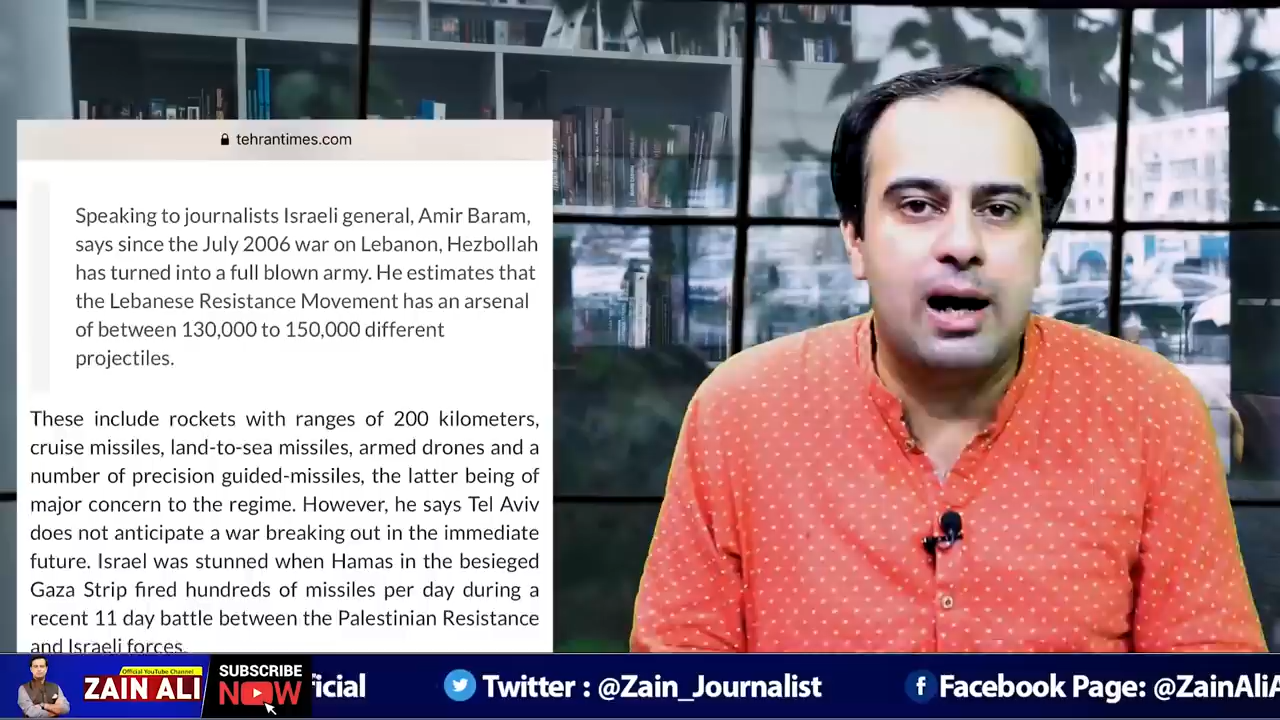 tehrantimes.com
Speaking to journalists Israeli general, Amir Baram,
says since the July 2006 war on Lebanon, Hezbollah
has turned into a full blown army. He estimates that
the Lebanese Resistance Movement has an arsenal
of between 130,000 to 150,000 different
projectiles.
These include rockets with ranges of 200 kilometers,
cruise missiles, land-to-sea missiles, armed drones and a
number of precision guided-missiles, the latter being of
major concern to the regime. However, he says Tel Aviv
does not anticipate a war breaking out in the immediate
future. Israel was stunned when Hamas in the besieged
Gaza Strip fired hundreds of missiles per day during a
recent 11 day battle between the Palestinian Resistance
and Israeli forces.
Official YouTube Channel
ZAIN ALI
SUBSCRIBE
NOW
ficial
Twitter : @Zain_Journalist
Facebook Page: @ZainAliA